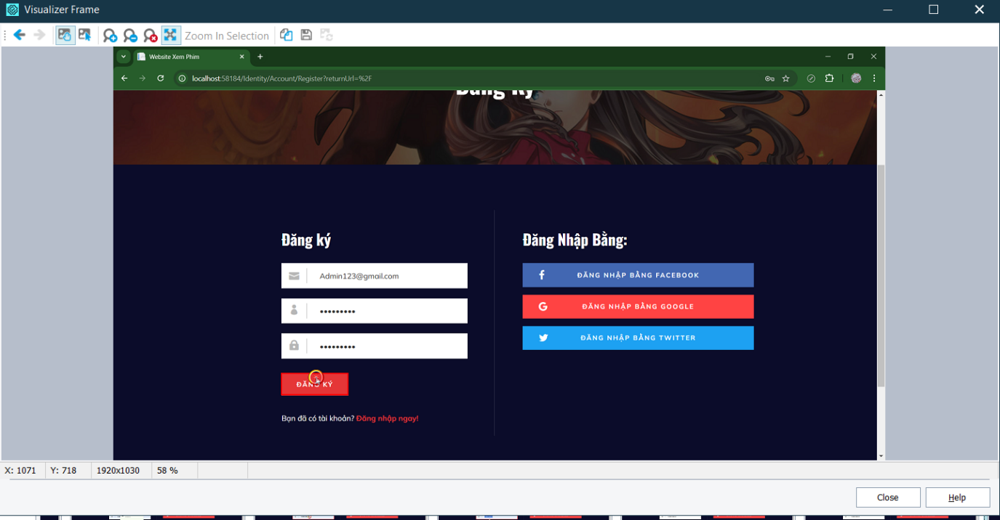 Visualizer Frame
Zoom In Selection
Website Xem Phim
localhost:58184/Identity/Account/Register?returnUrl=%2F
Đăng Ký
Đăng ký
Admin123@gmail.com
•••••••••
•••••••••
ĐĂNG KÝ
Bạn đã có tài khoản? Đăng nhập ngay!
Đăng Nhập Bằng:
ĐĂNG NHẬP BẰNG FACEBOOK
ĐĂNG NHẬP BẰNG GOOGLE
ĐĂNG NHẬP BẰNG TWITTER
X: 1071 Y: 718 1920x1030 58 %
Close Help